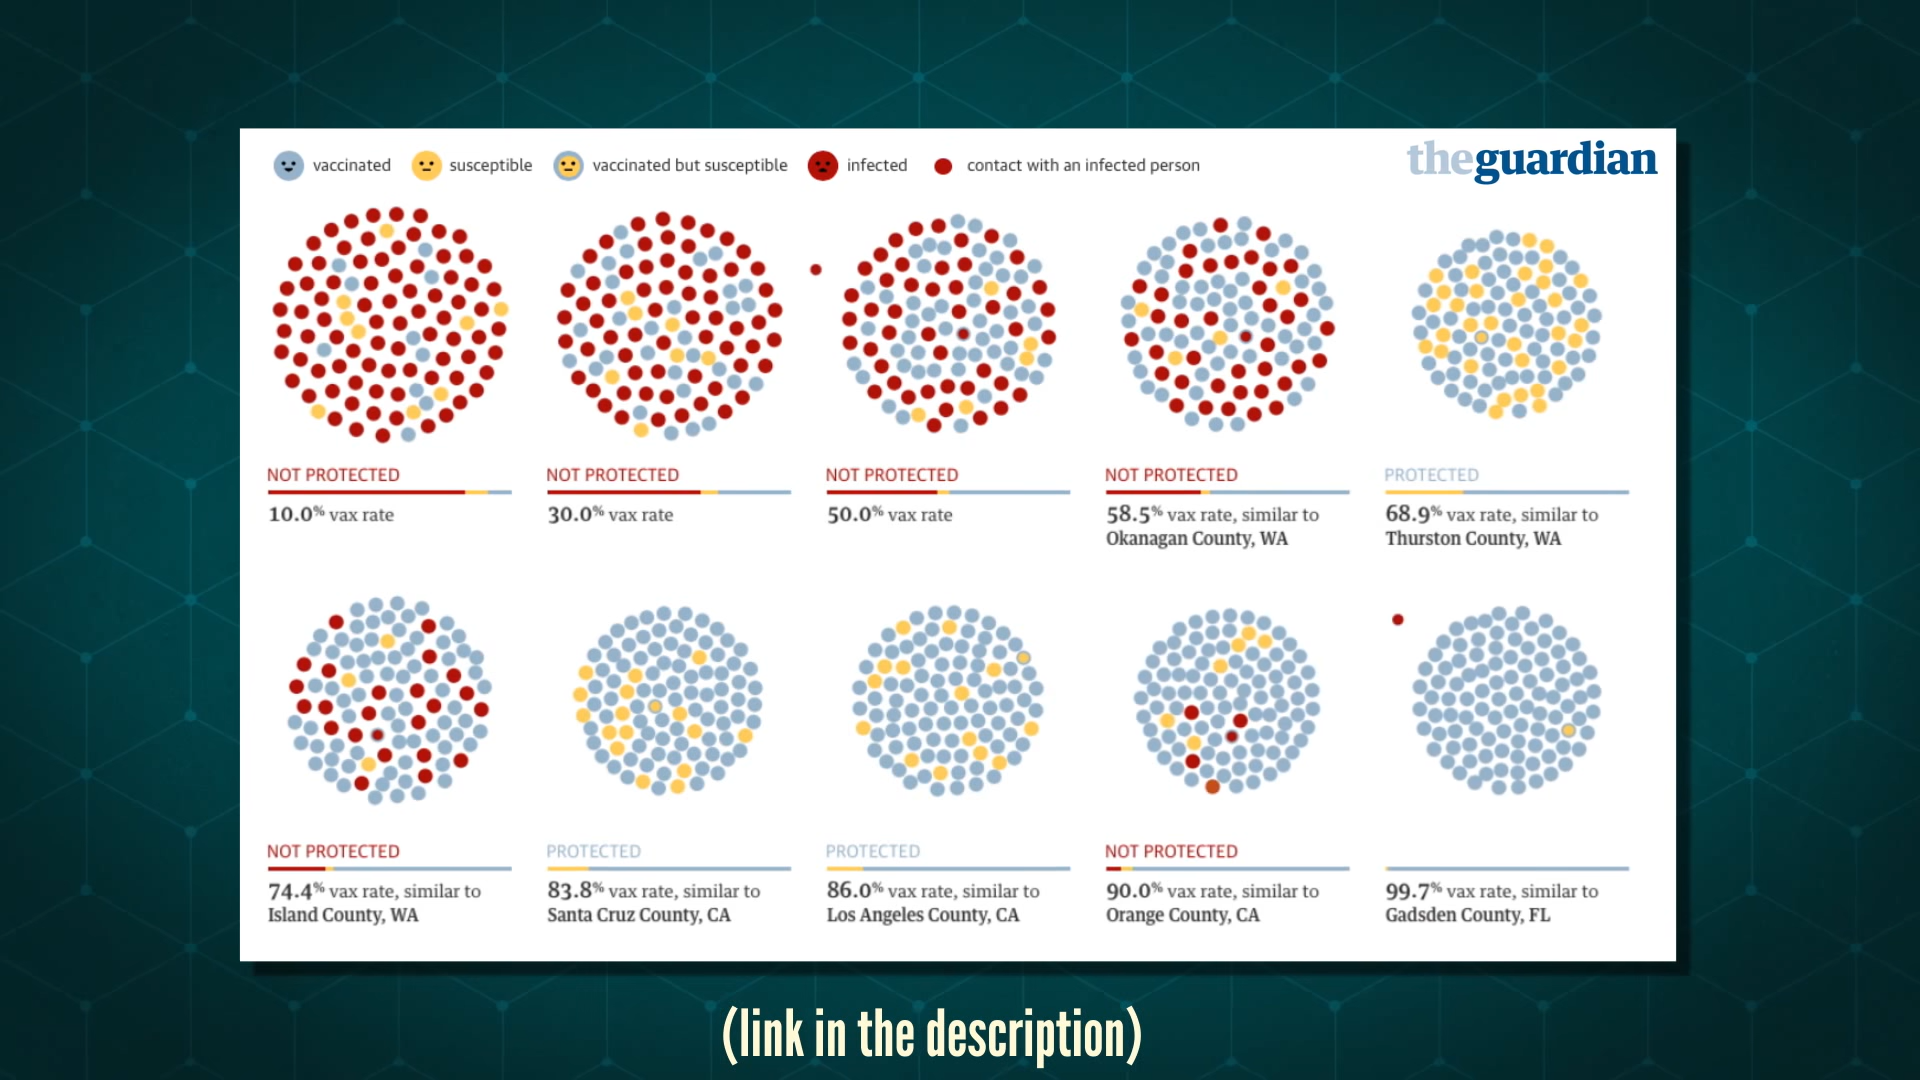 vaccinated susceptible vaccinated but susceptible infected contact with an infected person
theguardian
NOT PROTECTED NOT PROTECTED NOT PROTECTED NOT PROTECTED PROTECTED
10.0% vax rate
30.0% vax rate
50.0% vax rate
58.5% vax rate, similar to
Okanagan County, WA
68.9% vax rate, similar to
Thurston County, WA
NOT PROTECTED PROTECTED PROTECTED NOT PROTECTED
74.4% vax rate, similar to
Island County, WA
83.8% vax rate, similar to
Santa Cruz County, CA
86.0% vax rate, similar to
Los Angeles County, CA
90.0% vax rate, similar to
Orange County, CA
99.7% vax rate, similar to
Gadsden County, FL
(link in the description)